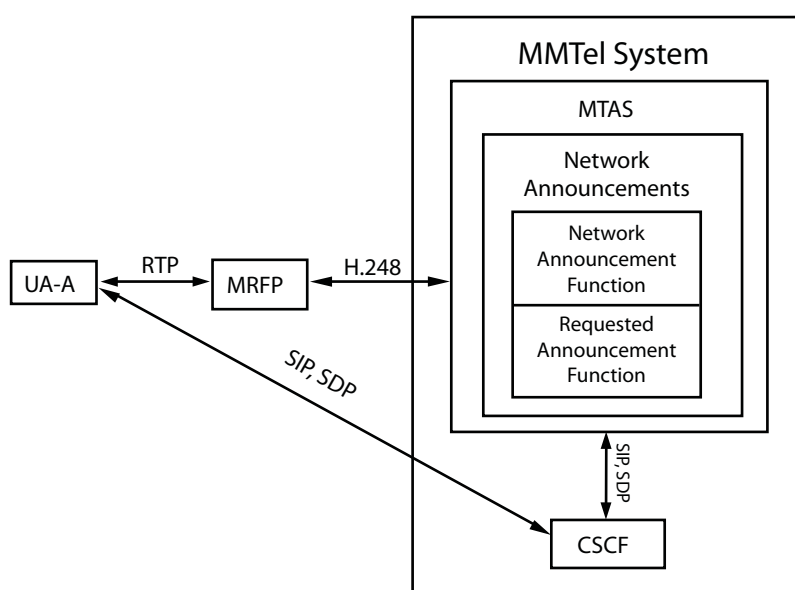 MMTel System
MTAS
Network
Announcements
Network
Announcement
Function
Requested
Announcement
Function
UA-A
RTP
MRFP
H.248
SIP, SDP
SIP, SDP
CSCF